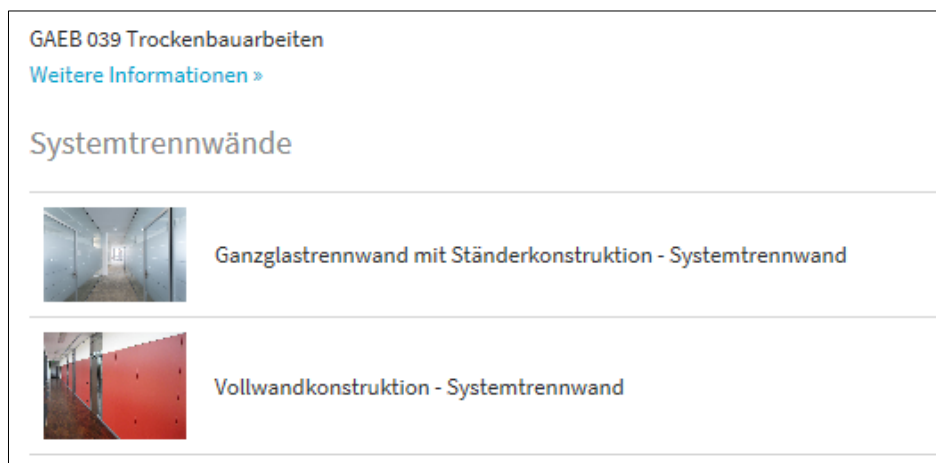 GAEB 039 Trockenbauarbeiten
Weitere Informationen »
Systemtrennwände
Ganzglastrennwand mit Ständerkonstruktion - Systemtrennwand
Vollwandkonstruktion - Systemtrennwand